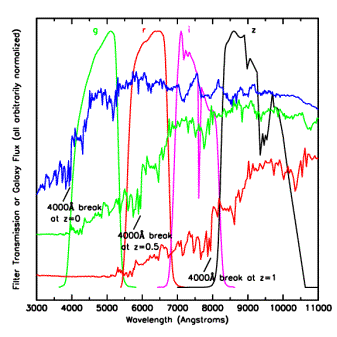 g r i z
Filter Transmission or Galaxy Flux (all arbitrarily normalized)
4000Å break
at z=0
4000Å break
at z=0.5
4000Å break at z=1
3000 4000 5000 6000 7000 8000 9000 10000 11000
Wavelength (Angstroms)